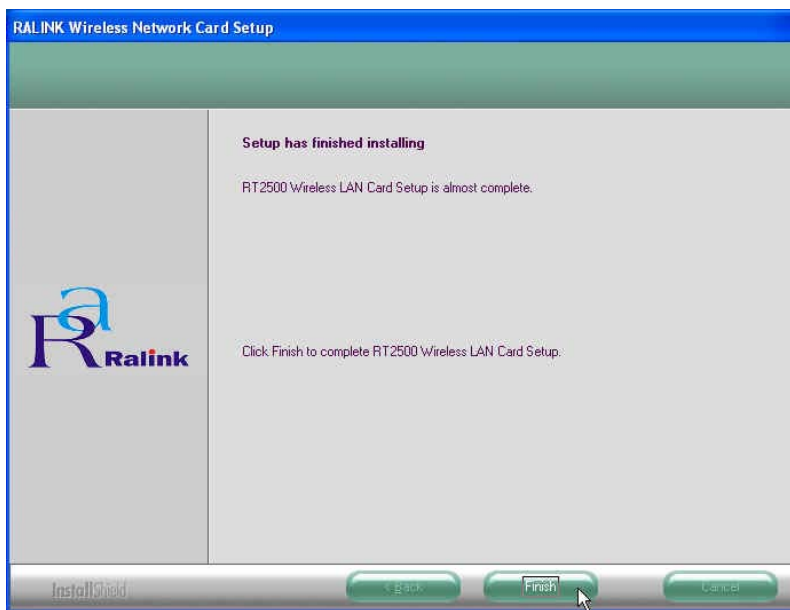 RALINK Wireless Network Card Setup
Setup has finished installing
RT2500 Wireless LAN Card Setup is almost complete.
Ra
Ralink
Click Finish to complete RT2500 Wireless LAN Card Setup.
InstallShield
< Back
Finish
Cancel